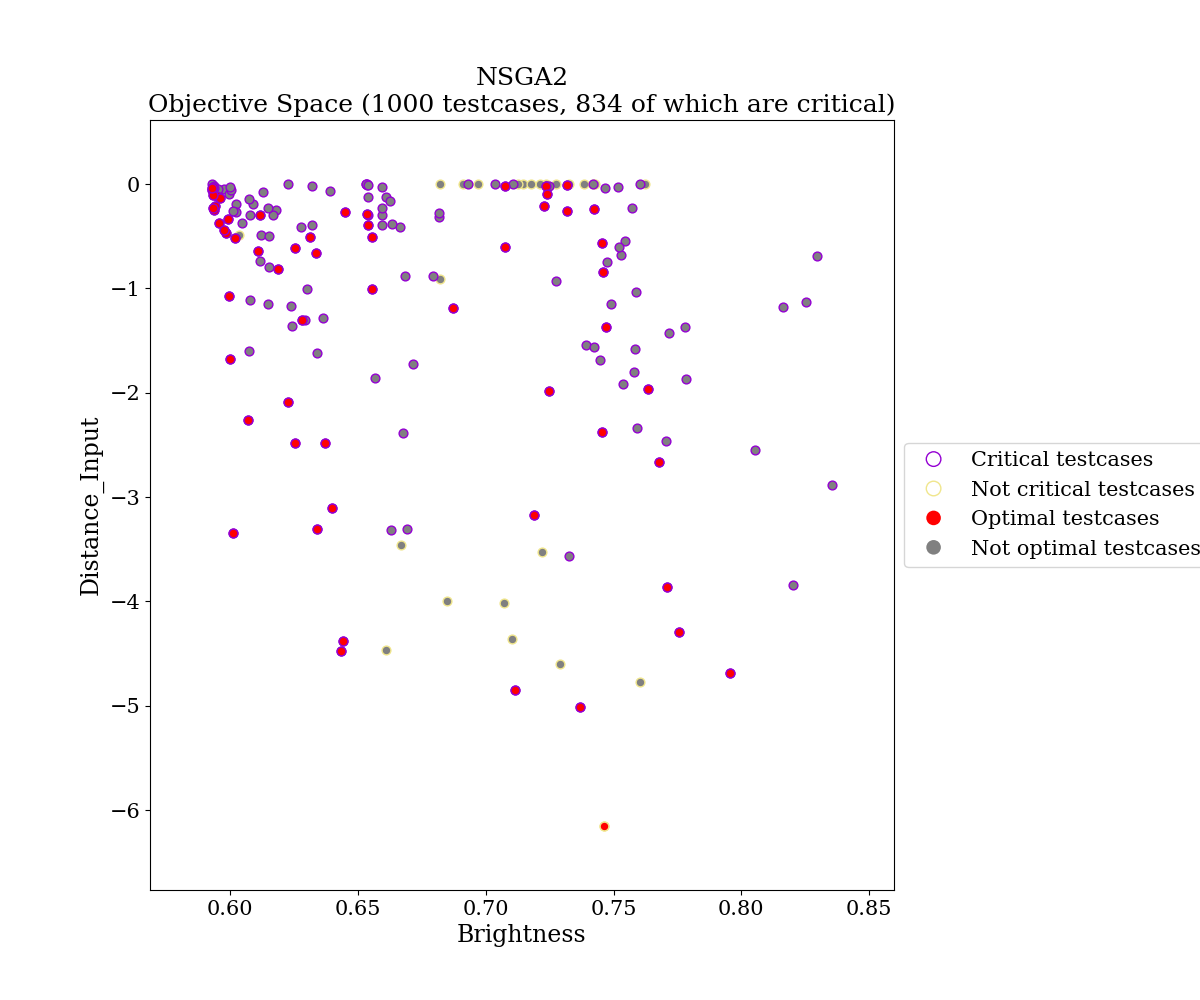 NSGA2
Objective Space (1000 testcases, 834 of which are critical)
0
−1
−2
−3
−4
−5
−6
Distance_Input
0.60
0.65
0.70
0.75
0.80
0.85
Brightness
Critical testcases
Not critical testcases
Optimal testcases
Not optimal testcases